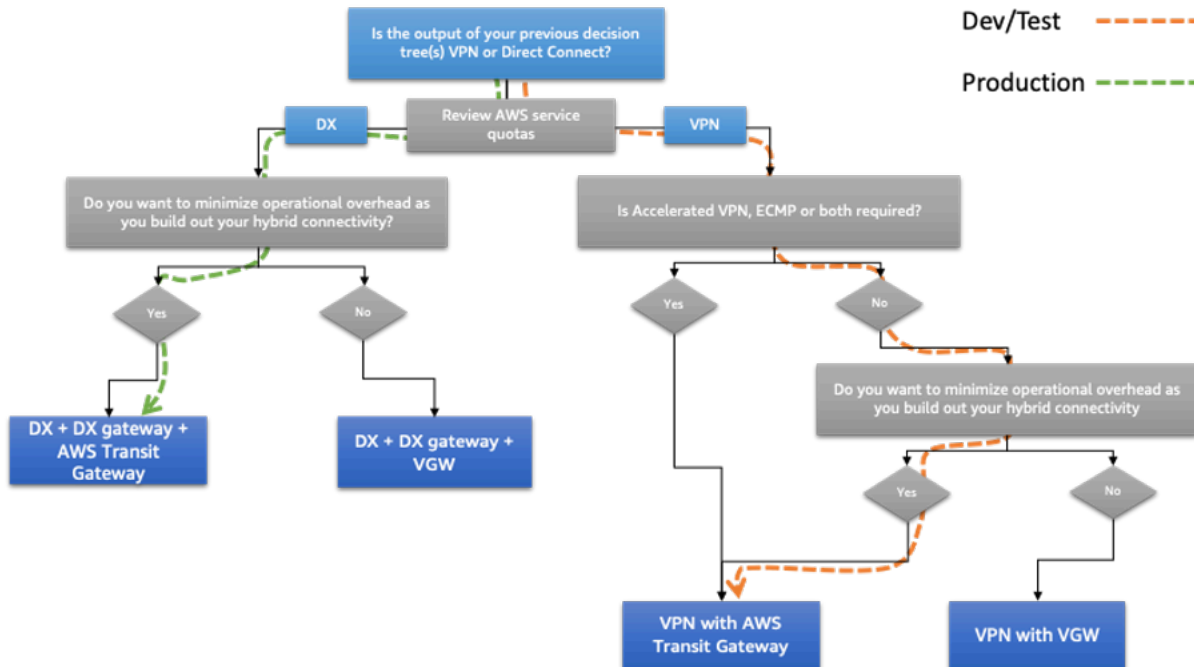 Is the output of your previous decision
tree(s) VPN or Direct Connect?
Dev/Test
Production
DX
Review AWS service
quotas
VPN
Do you want to minimize operational overhead as
you build out your hybrid connectivity?
Is Accelerated VPN, ECMP or both required?
Yes
No
Yes
No
Do you want to minimize operational overhead as
you build out your hybrid connectivity
DX + DX gateway +
AWS Transit
Gateway
DX + DX gateway +
VGW
Yes
No
VPN with AWS
Transit Gateway
VPN with VGW